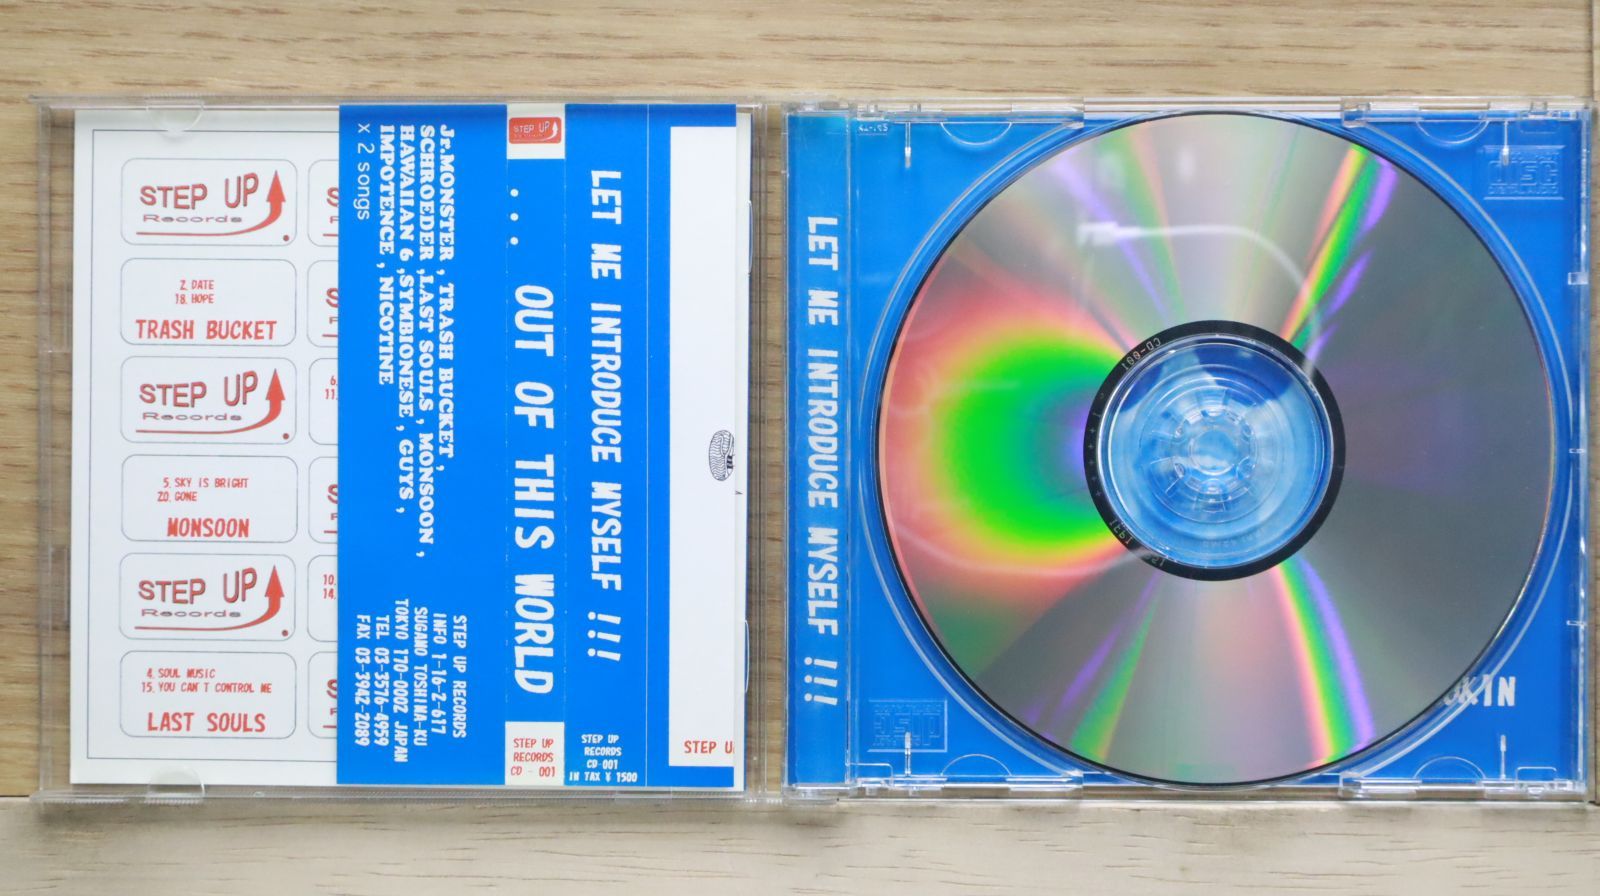 STEP UP
Records
2. DATE
18. HOPE
TRASH BUCKET
STEP UP
Records
5. SKY IS BRIGHT
20. GONE
MONSOON
STEP UP
Records
10.
14.
4. SOUL MUSIC
15. YOU CAN'T CONTROL ME
LAST SOULS
Jr.MONSTER , TRASH BUCKET ,
SCHROEDER , LAST SOULS , MONSOON ,
HAWAIIAN 6 , SYMBIONESE , GUYS ,
IMPOTENCE , NICOTINE
x 2 songs
STEP UP RECORDS
INFO 1-16-2-617
SUGAMO TOSHIMA-KU
TOKYO 170-0002 JAPAN
TEL 03-3576-4959
FAX 03-3942-2089
STEP UP
... OUT OF THIS WORLD
STEP UP
RECORDS
CD - 001
LET ME INTRODUCE MYSELF !!!
STEP UP
RECORDS
CD-001
IN TAX ¥ 1500
STEP U
LET ME INTRODUCE MYSELF !!!
CD-001